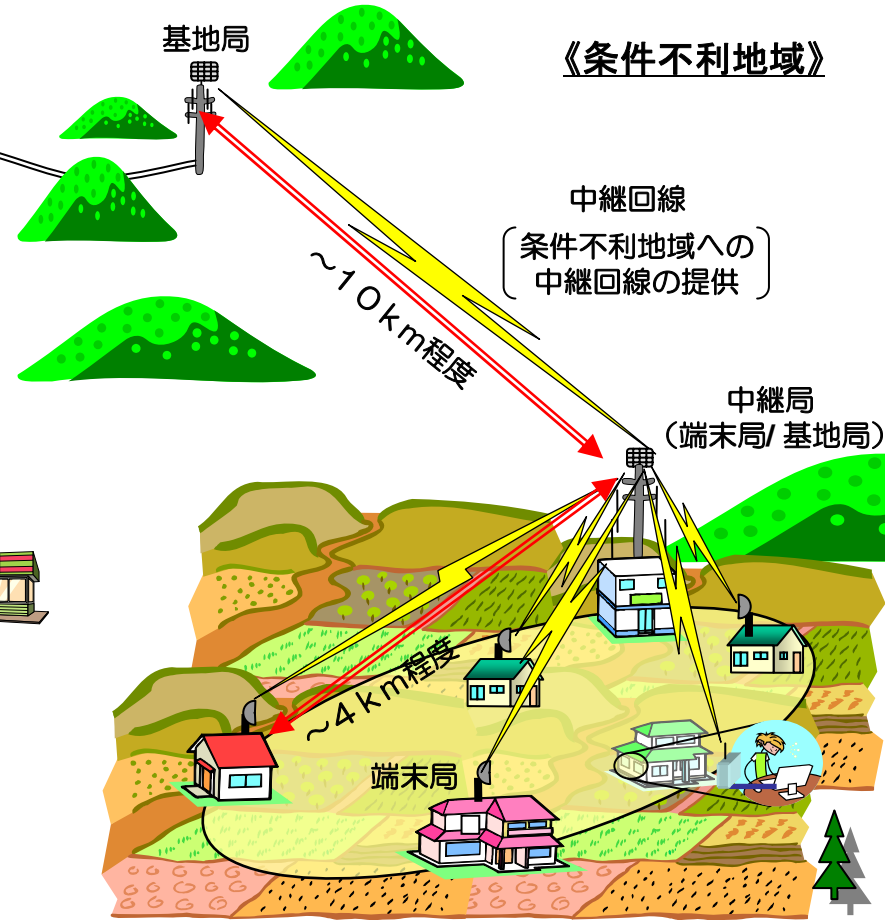 基地局
《条件不利地域》
中継回線
条件不利地域への
中継回線の提供
～１０ｋｍ程度
中継局
（端末局/ 基地局）
～４ｋｍ程度
端末局